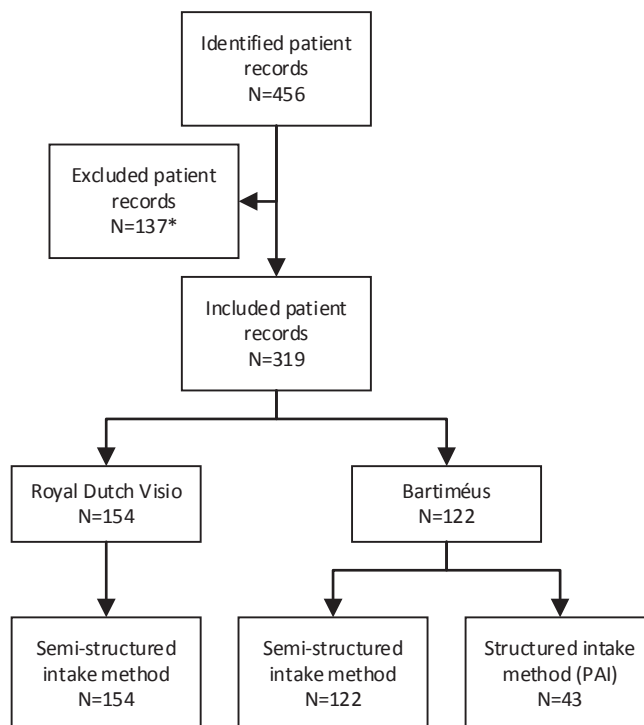 Identified patient
records
N=456
Excluded patient
records
N=137*
Included patient
records
N=319
Royal Dutch Visio
N=154
Bartiméus
N=122
Semi-structured
intake method
N=154
Semi-structured
intake method
N=122
Structured intake
method (PAI)
N=43